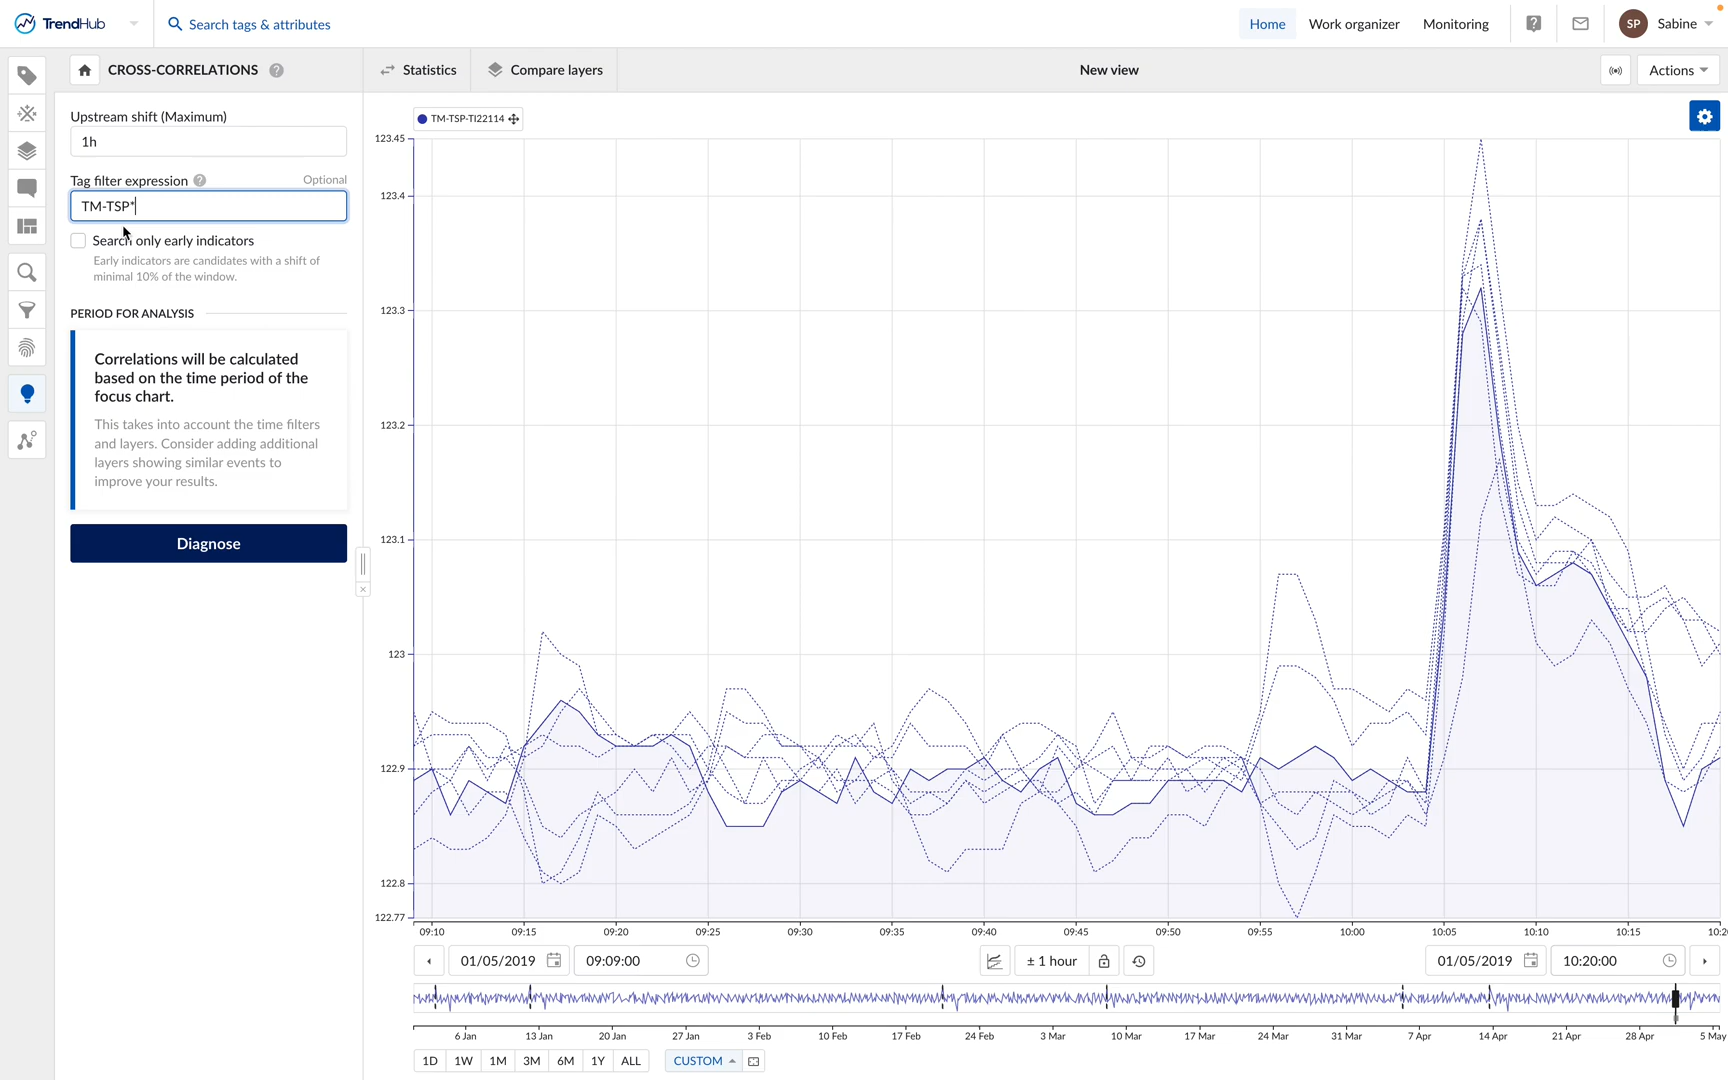 TrendHub
Search tags & attributes
Home
Work organizer
Monitoring
SP
Sabine
CROSS-CORRELATIONS
Statistics
Compare layers
New view
Actions
Upstream shift (Maximum)
1h
Tag filter expression
Optional
TM-TSP*
Search only early indicators
Early indicators are candidates with a shift of
minimal 10% of the window.
PERIOD FOR ANALYSIS
Correlations will be calculated
based on the time period of the
focus chart.
This takes into account the time filters
and layers. Consider adding additional
layers showing similar events to
improve your results.
Diagnose
TM-TSP-TI22114
123.45
123.4
123.3
123.2
123.1
123
122.9
122.8
122.77
09:10 09:15 09:20 09:25 09:30 09:35 09:40 09:45 09:50 09:55 10:00 10:05 10:10 10:15 10:20
01/05/2019 09:09:00 ± 1 hour 01/05/2019 10:20:00
6 Jan 13 Jan 20 Jan 27 Jan 3 Feb 10 Feb 17 Feb 24 Feb 3 Mar 10 Mar 17 Mar 24 Mar 31 Mar 7 Apr 14 Apr 21 Apr 28 Apr 5 May
1D 1W 1M 3M 6M 1Y ALL CUSTOM